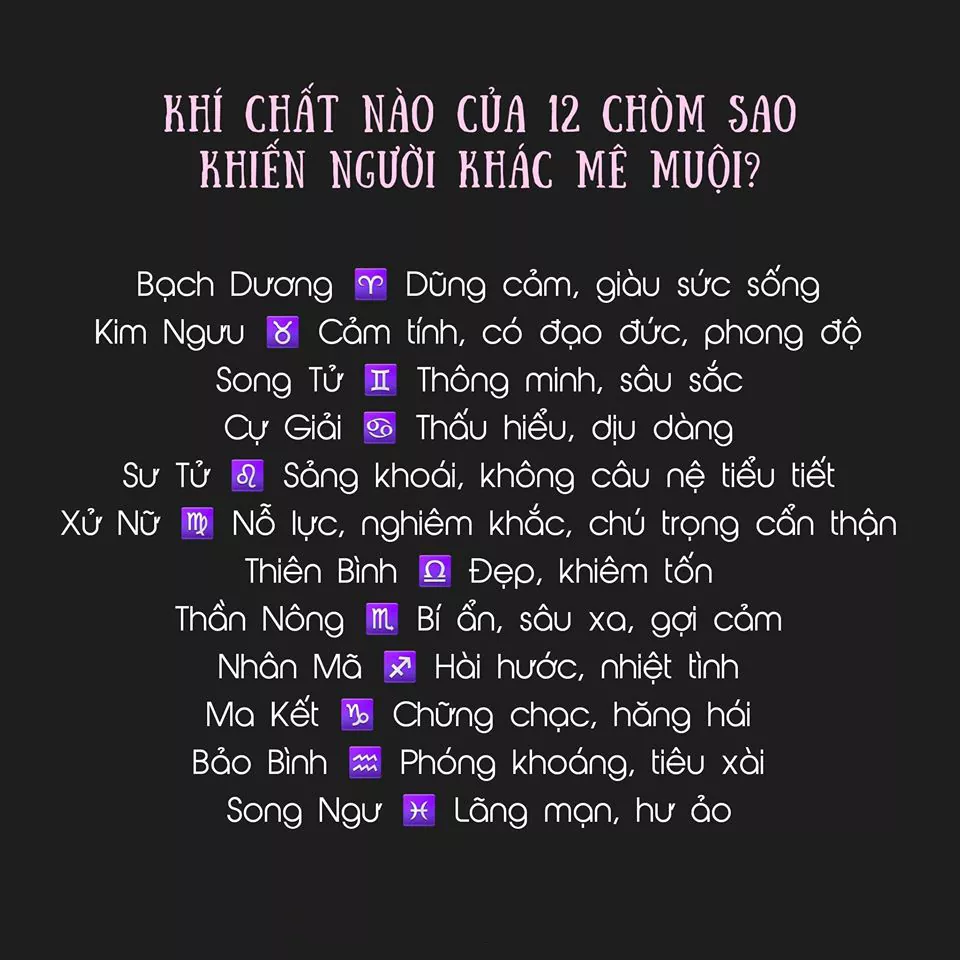 KHÍ CHẤT NÀO CỦA 12 CHÒM SAO
KHIẾN NGƯỜI KHÁC MÊ MUỘI?
Bạch Dương ♈ Dũng cảm, giàu sức sống
Kim Ngưu ♉ Cảm tính, có đạo đức, phong độ
Song Tử ♊ Thông minh, sâu sắc
Cự Giải ♋ Thấu hiểu, dịu dàng
Sư Tử ♌ Sảng khoái, không câu nệ tiểu tiết
Xử Nữ ♍ Nỗ lực, nghiêm khắc, chú trọng cẩn thận
Thiên Bình ♎ Đẹp, khiêm tốn
Thần Nông ♏ Bí ẩn, sâu xa, gợi cảm
Nhân Mã ♐ Hài hước, nhiệt tình
Ma Kết ♑ Chững chạc, hăng hái
Bảo Bình ♒ Phóng khoáng, tiêu xài
Song Ngư ♓ Lãng mạn, hư ảo